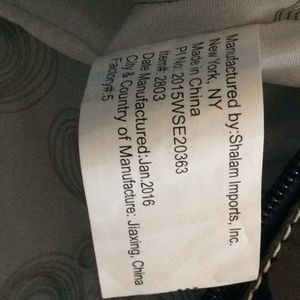 Manufactured by:Shalam Imports, Inc.
New York, NY
Made in China
PI No: 2015WSE20363
Item#: 2803
Date Manufactured:Jan.2016
City & Country of Manufacture: Jiaxing, China
Factory#:5